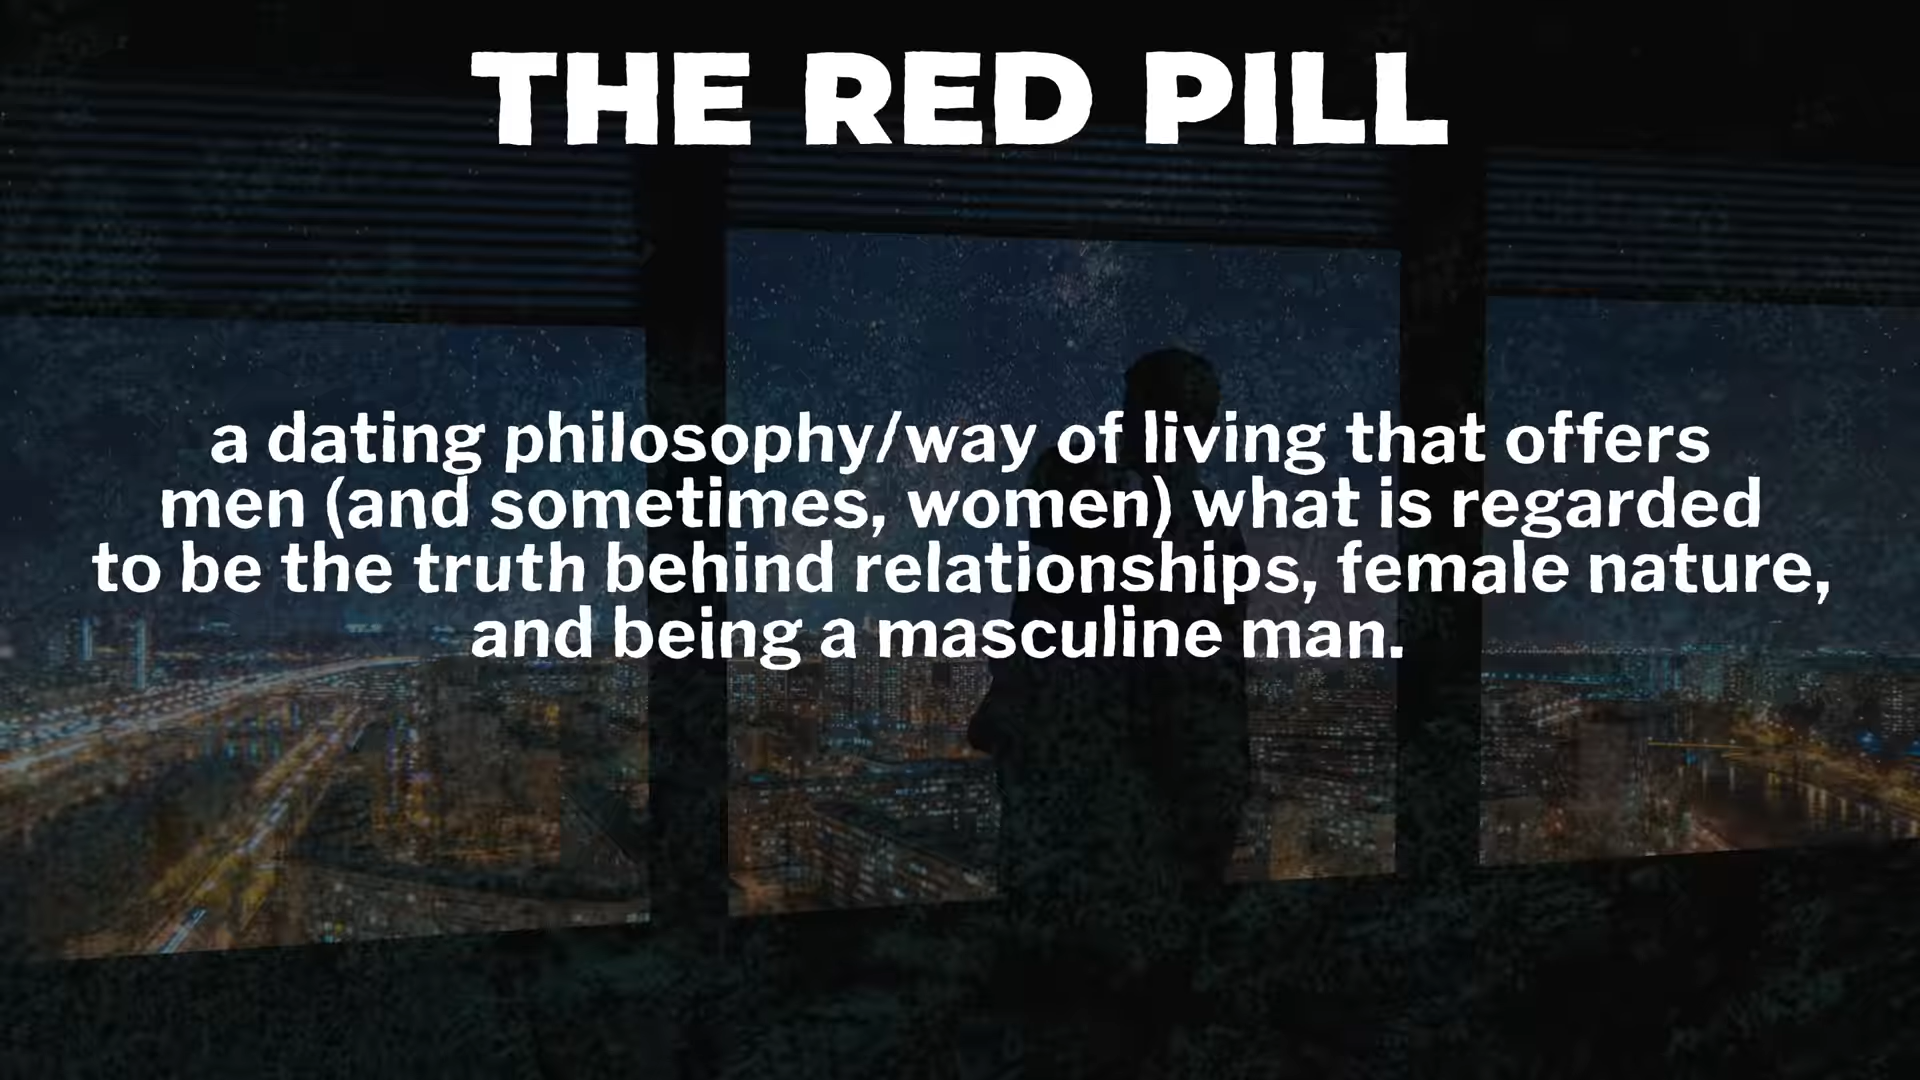 THE RED PILL
a dating philosophy/way of living that offers
men (and sometimes, women) what is regarded
to be the truth behind relationships, female nature,
and being a masculine man.